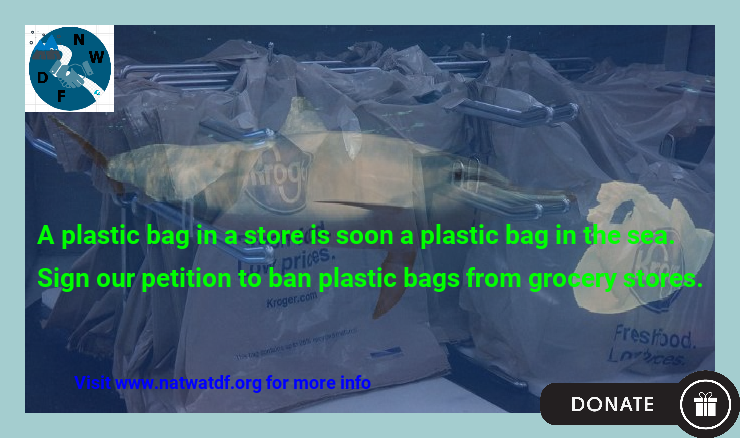 N
W
D
F
Kroger
A plastic bag in a store is soon a plastic bag in the sea.
Low prices.
Sign our petition to ban plastic bags from grocery stores.
Kroger.com
Fresh food.
Low prices.
Visit www.natwatdf.org for more info
DONATE